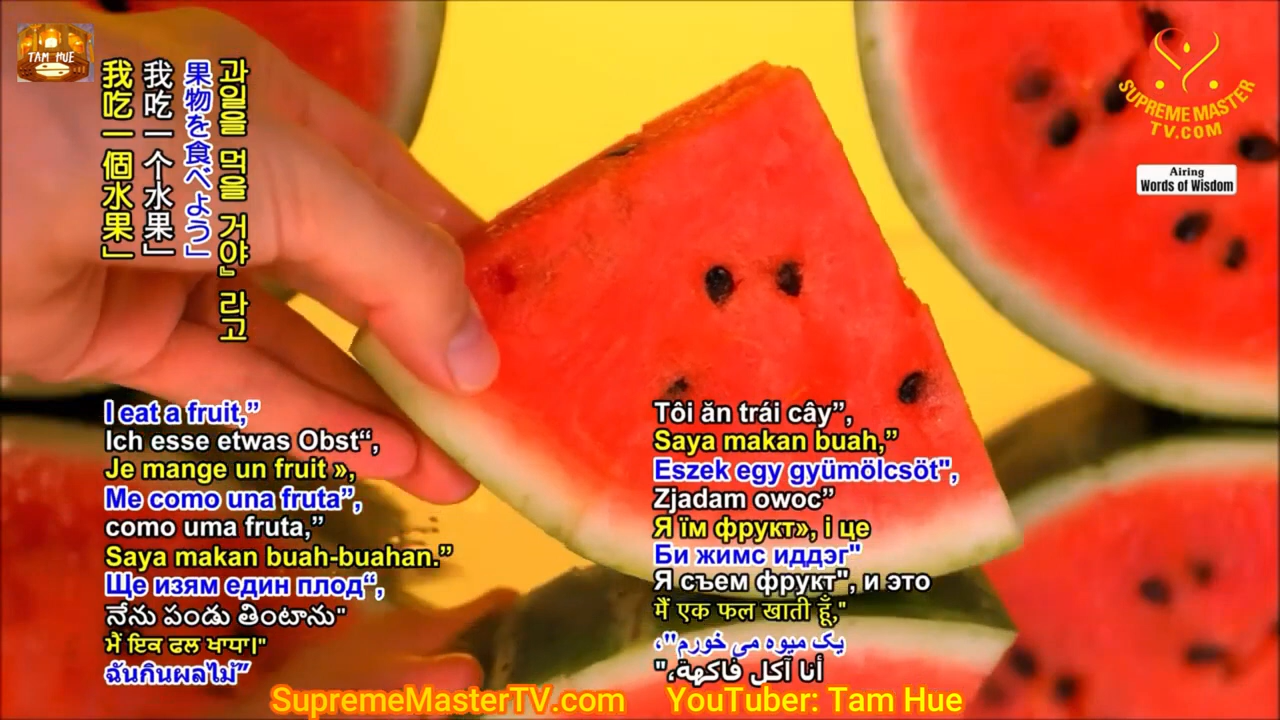 TAM HUE
SUPREME MASTER
TV.COM
Airing
Words of Wisdom
과일을 먹을 거야』라고
果物を食べよう」
我吃一个水果」
我吃一個水果」
I eat a fruit,”
Ich esse etwas Obst“,
Je mange un fruit »,
Me como una fruta”,
como uma fruta,”
Saya makan buah-buahan.”
Ще изям един плод“,
నేను పండు తింటాను"
ਮੈਂ ਇਕ ਫਲ ਖਾਧਾ।"
ฉันกินผลไม้”
Tôi ăn trái cây”,
Saya makan buah,”
Eszek egy gyümölcsöt",
Zjadam owoc”
Я їм фрукт», і це
Би жимс иддэг"
Я съем фрукт", и это
मैं एक फल खाती हूँ,"
یک میوه می خورم"،
أنا آكل فاكهة،"
SupremeMasterTV.com YouTuber: Tam Hue